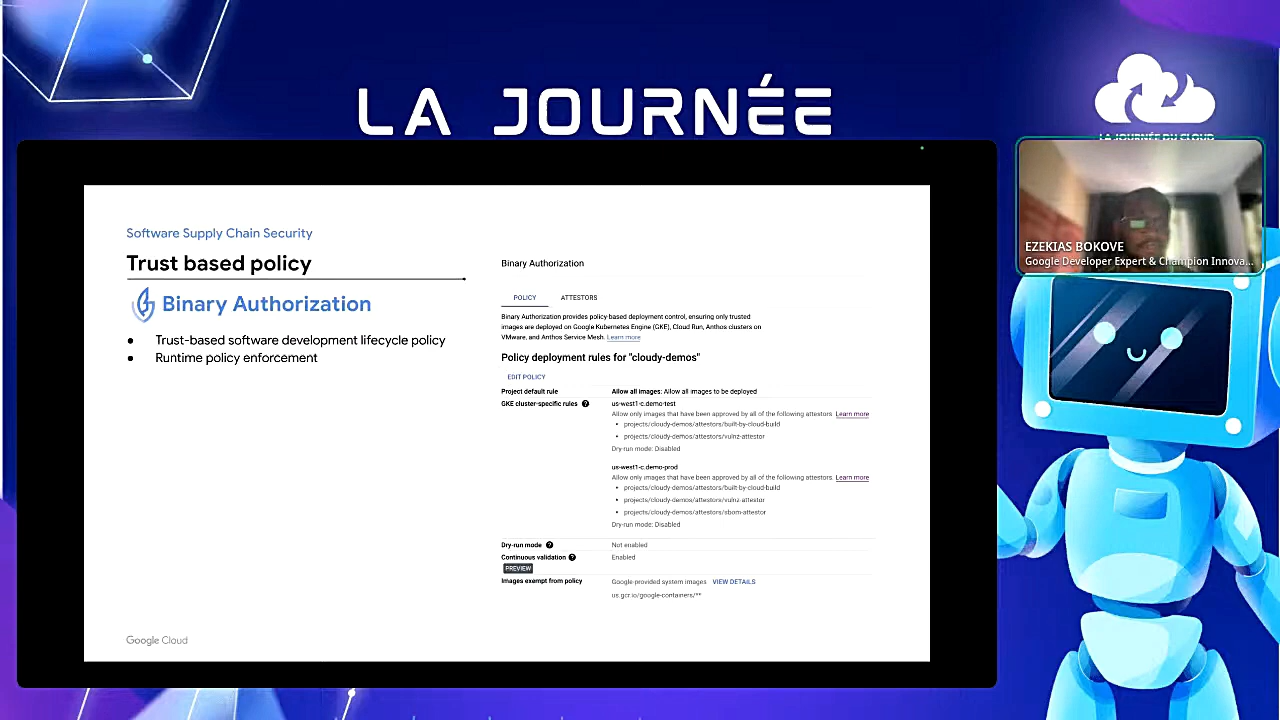 LA JOURNÉE
LA JOURNÉE DU CLOUD
Software Supply Chain Security
Trust based policy
Binary Authorization
● Trust-based software development lifecycle policy
● Runtime policy enforcement
Google Cloud
Binary Authorization
POLICY ATTESTORS
Binary Authorization provides policy-based deployment control, ensuring only trusted
images are deployed on Google Kubernetes Engine (GKE), Cloud Run, Anthos clusters on
VMware, and Anthos Service Mesh. Learn more
Policy deployment rules for "cloudy-demos"
EDIT POLICY
Project default rule Allow all images: Allow all images to be deployed
GKE cluster-specific rules ? us-west1-c.demo-test
Allow only images that have been approved by all of the following attestors. Learn more
• projects/cloudy-demos/attestors/built-by-cloud-build
• projects/cloudy-demos/attestors/vulnz-attestor
Dry-run mode: Disabled
us-west1-c.demo-prod
Allow only images that have been approved by all of the following attestors. Learn more
• projects/cloudy-demos/attestors/built-by-cloud-build
• projects/cloudy-demos/attestors/vulnz-attestor
• projects/cloudy-demos/attestors/sbom-attestor
Dry-run mode: Disabled
Dry-run mode ? Not enabled
Continuous validation ? Enabled
PREVIEW
Images exempt from policy Google-provided system images VIEW DETAILS
us.gcr.io/google-containers/**
EZEKIAS BOKOVE
Google Developer Expert & Champion Innova...